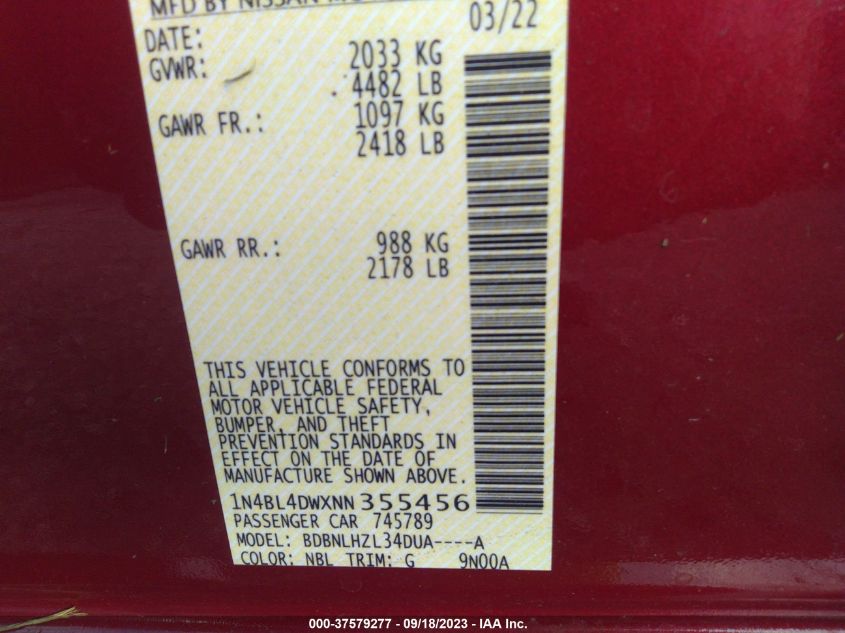 MFD BY NISSAN
DATE: 03/22
GVWR: 2033 KG
4482 LB
GAWR FR.: 1097 KG
2418 LB
GAWR RR.: 988 KG
2178 LB
THIS VEHICLE CONFORMS TO
ALL APPLICABLE FEDERAL
MOTOR VEHICLE SAFETY,
BUMPER, AND THEFT
PREVENTION STANDARDS IN
EFFECT ON THE DATE OF
MANUFACTURE SHOWN ABOVE.
1N4BL4DWXNN355456
PASSENGER CAR 745789
MODEL: BDBNLHZL34DUA----A
COLOR: NBL TRIM: G 9N00A
000-37579277 - 09/18/2023 - IAA Inc.